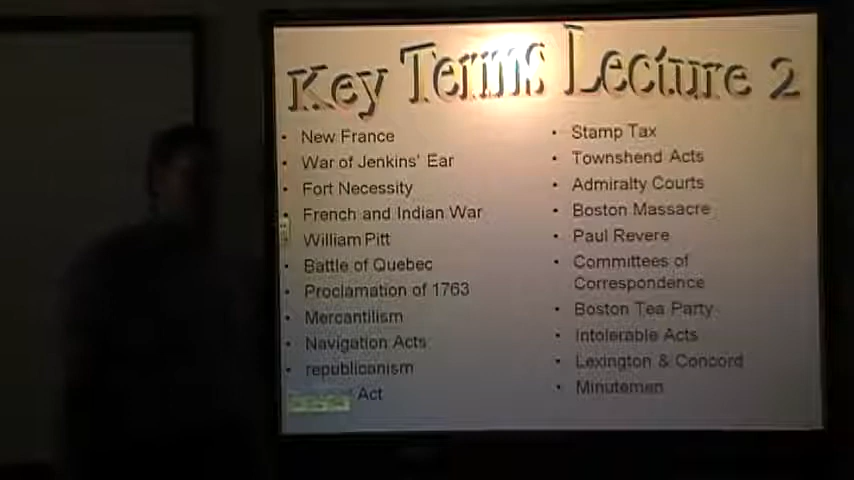 Key Terms Lecture 2
New France
War of Jenkins' Ear
Fort Necessity
French and Indian War
William Pitt
Battle of Quebec
Proclamation of 1763
Mercantilism
Navigation Acts
republicanism
Act
Stamp Tax
Townshend Acts
Admiralty Courts
Boston Massacre
Paul Revere
Committees of
Correspondence
Boston Tea Party
Intolerable Acts
Lexington & Concord
Minuteman